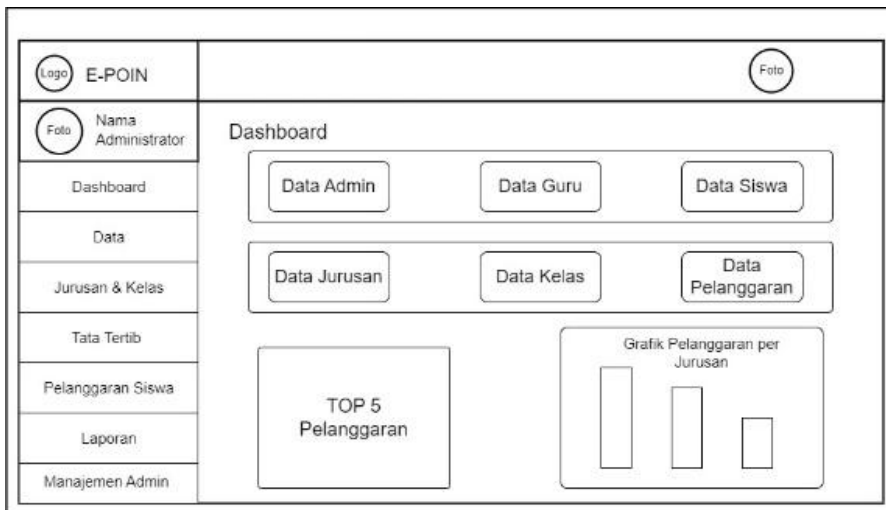 Logo
E-POIN
Foto
Foto
Nama
Administrator
Dashboard
Data
Jurusan & Kelas
Tata Tertib
Pelanggaran Siswa
Laporan
Manajemen Admin
Dashboard
Data Admin
Data Guru
Data Siswa
Data Jurusan
Data Kelas
Data
Pelanggaran
TOP 5
Pelanggaran
Grafik Pelanggaran per
Jurusan